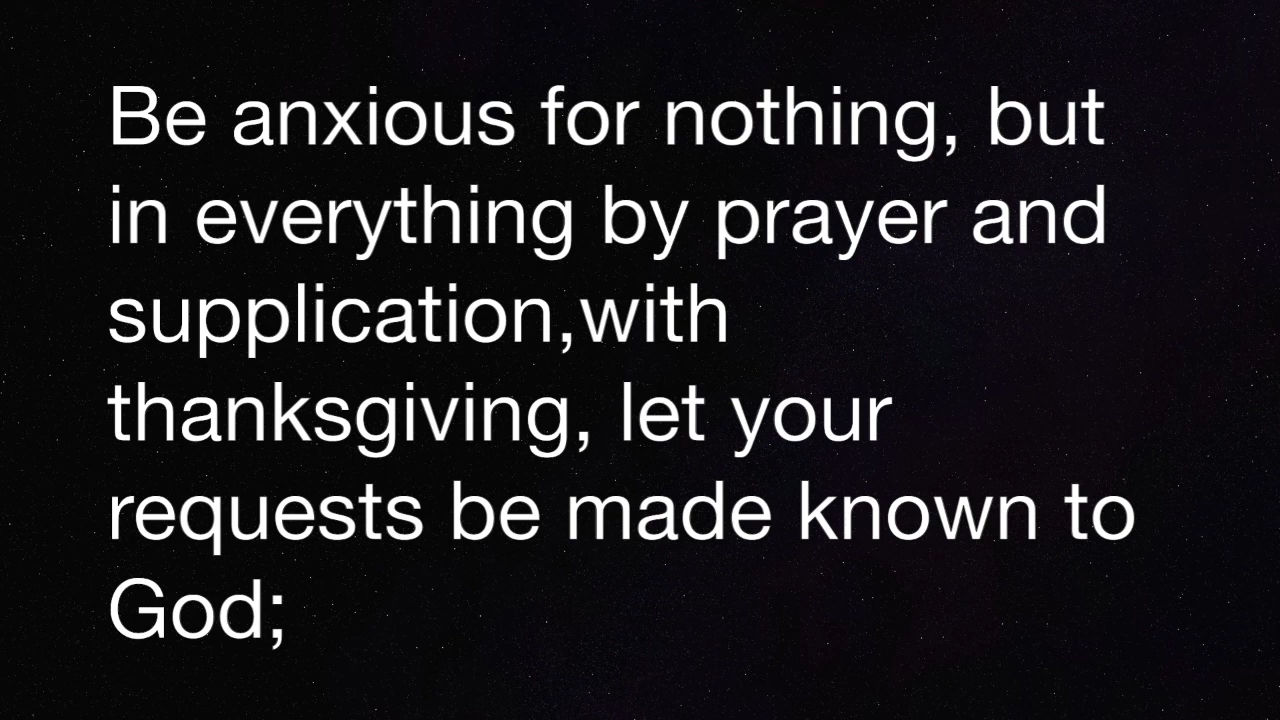 Be anxious for nothing, but
in everything by prayer and
supplication,with
thanksgiving, let your
requests be made known to
God;